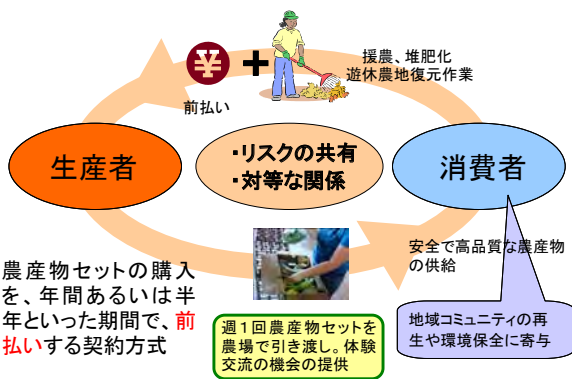 援農、堆肥化
遊休農地復元作業
¥
+
前払い
生産者
・リスクの共有
・対等な関係
消費者
安全で高品質な農産物
の供給
農産物セットの購入
を、年間あるいは半
年といった期間で、前
払いする契約方式
週1回農産物セットを
農場で引き渡し。体験
交流の機会の提供
地域コミュニティの再
生や環境保全に寄与